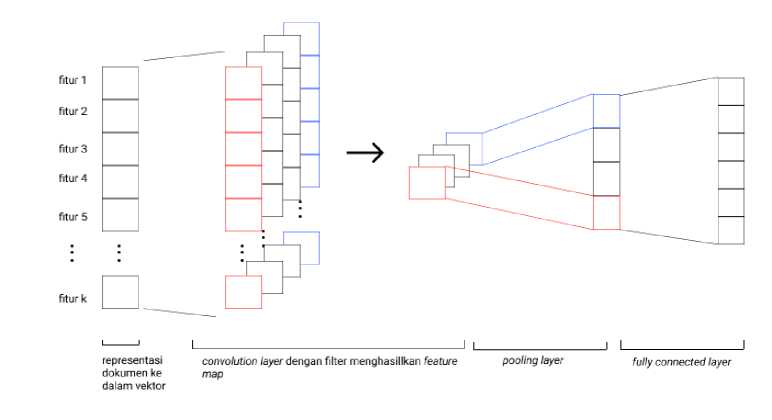 fitur 1
fitur 2
fitur 3
fitur 4
fitur 5
fitur k
representasi
dokumen ke
dalam vektor
convolution layer dengan filter menghasillkan feature
map
pooling layer
fully connected layer